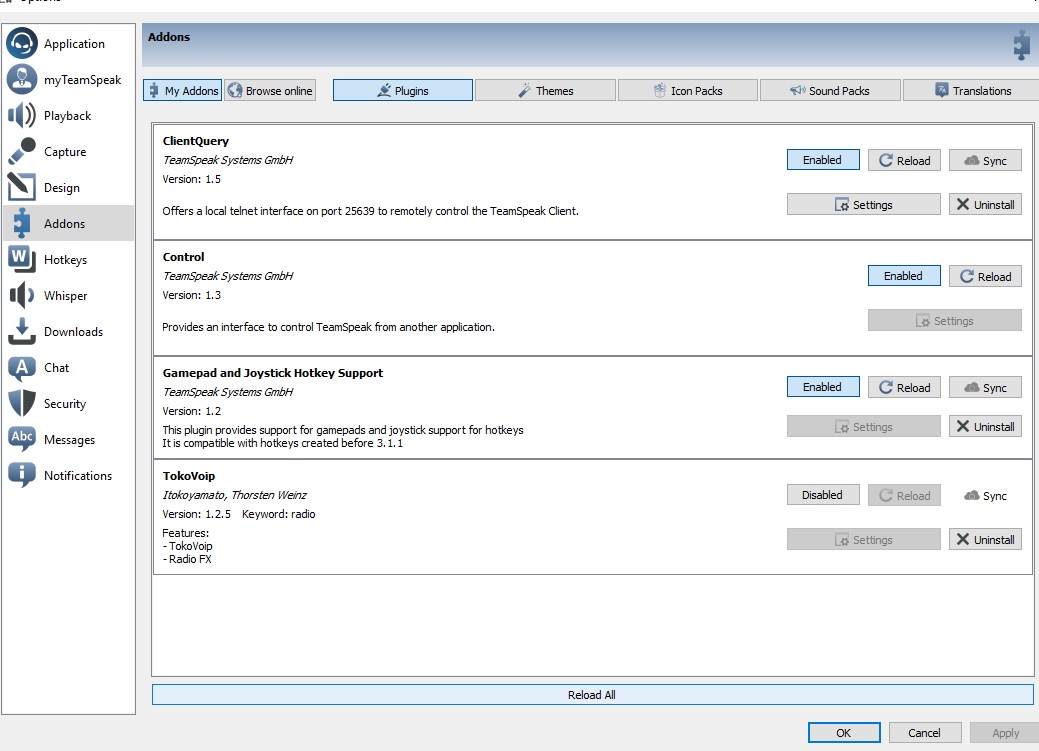 Options
Application
myTeamSpeak
Playback
Capture
Design
Addons
Hotkeys
Whisper
Downloads
Chat
Security
Messages
Notifications
Addons
My Addons Browse online Plugins Themes Icon Packs Sound Packs Translations
ClientQuery
TeamSpeak Systems GmbH
Version: 1.5
Offers a local telnet interface on port 25639 to remotely control the TeamSpeak Client.
Enabled Reload Sync
Settings Uninstall
Control
TeamSpeak Systems GmbH
Version: 1.3
Provides an interface to control TeamSpeak from another application.
Enabled Reload
Settings
Gamepad and Joystick Hotkey Support
TeamSpeak Systems GmbH
Version: 1.2
This plugin provides support for gamepads and joystick support for hotkeys
It is compatible with hotkeys created before 3.1.1
Enabled Reload Sync
Settings Uninstall
TokoVoip
Itokoyamato, Thorsten Weinz
Version: 1.2.5 Keyword: radio
Features:
- TokoVoip
- Radio FX
Disabled Reload Sync
Settings Uninstall
Reload All
OK Cancel Apply